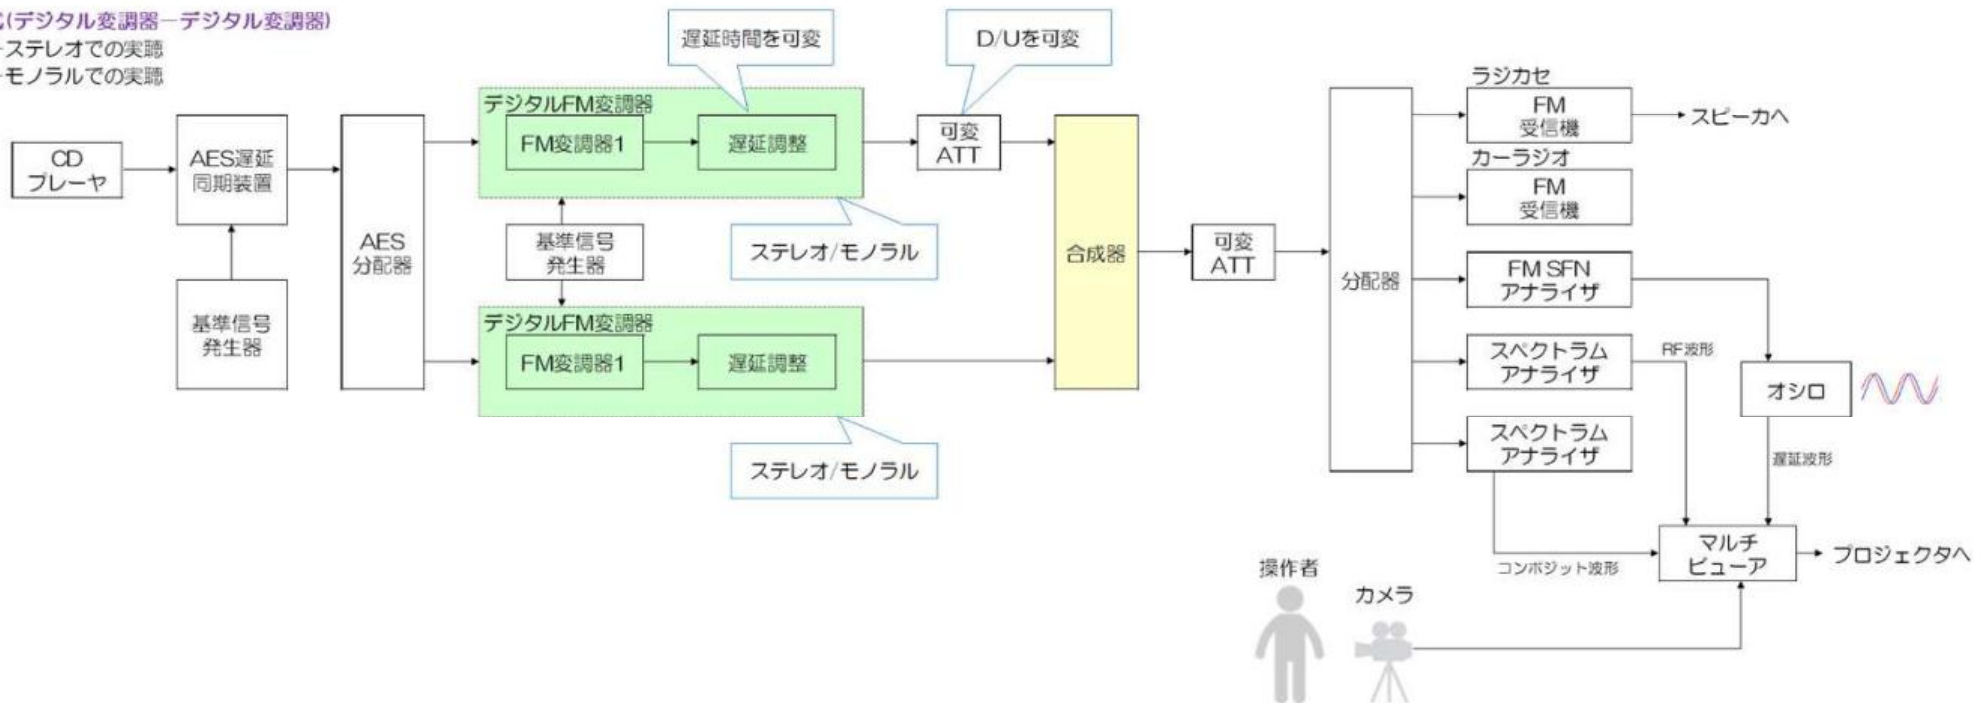 (デジタル変調器－デジタル変調器)
-ステレオでの実聴
-モノラルでの実聴
遅延時間を可変
D/Uを可変
デジタルFM変調器
FM変調器1
遅延調整
可変
ATT
CD
プレーヤ
AES遅延
同期装置
AES
分配器
基準信号
発生器
基準信号
発生器
ステレオ/モノラル
デジタルFM変調器
FM変調器1
遅延調整
ステレオ/モノラル
合成器
可変
ATT
分配器
ラジカセ
FM
受信機
スピーカへ
カーラジオ
FM
受信機
FM SFN
アナライザ
スペクトラム
アナライザ
RF波形
オシロ
スペクトラム
アナライザ
遅延波形
コンポジット波形
マルチ
ビューア
プロジェクタへ
操作者
カメラ